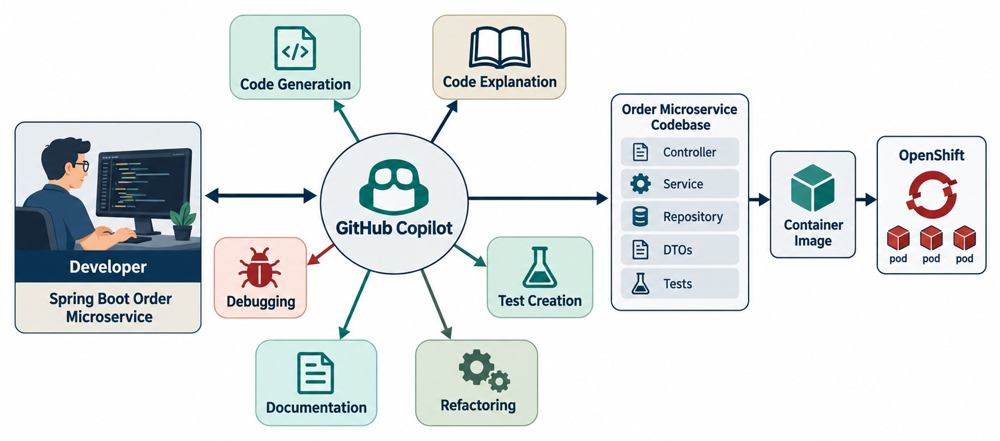 Code Generation
Code Explanation
Developer
Spring Boot Order
Microservice
GitHub Copilot
Debugging
Test Creation
Documentation
Refactoring
Order Microservice
Codebase
Controller
Service
Repository
DTOs
Tests
Container
Image
OpenShift
pod pod pod